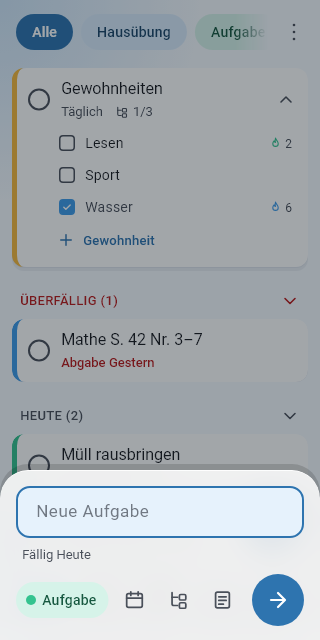 Alle
Hausübung
Aufgabe
Gewohnheiten
Täglich 1/3
Lesen 2
Sport
Wasser 6
+ Gewohnheit
ÜBERFÄLLIG (1)
Mathe S. 42 Nr. 3–7
Abgabe Gestern
HEUTE (2)
Müll rausbringen
Neue Aufgabe
Fällig Heute
Aufgabe